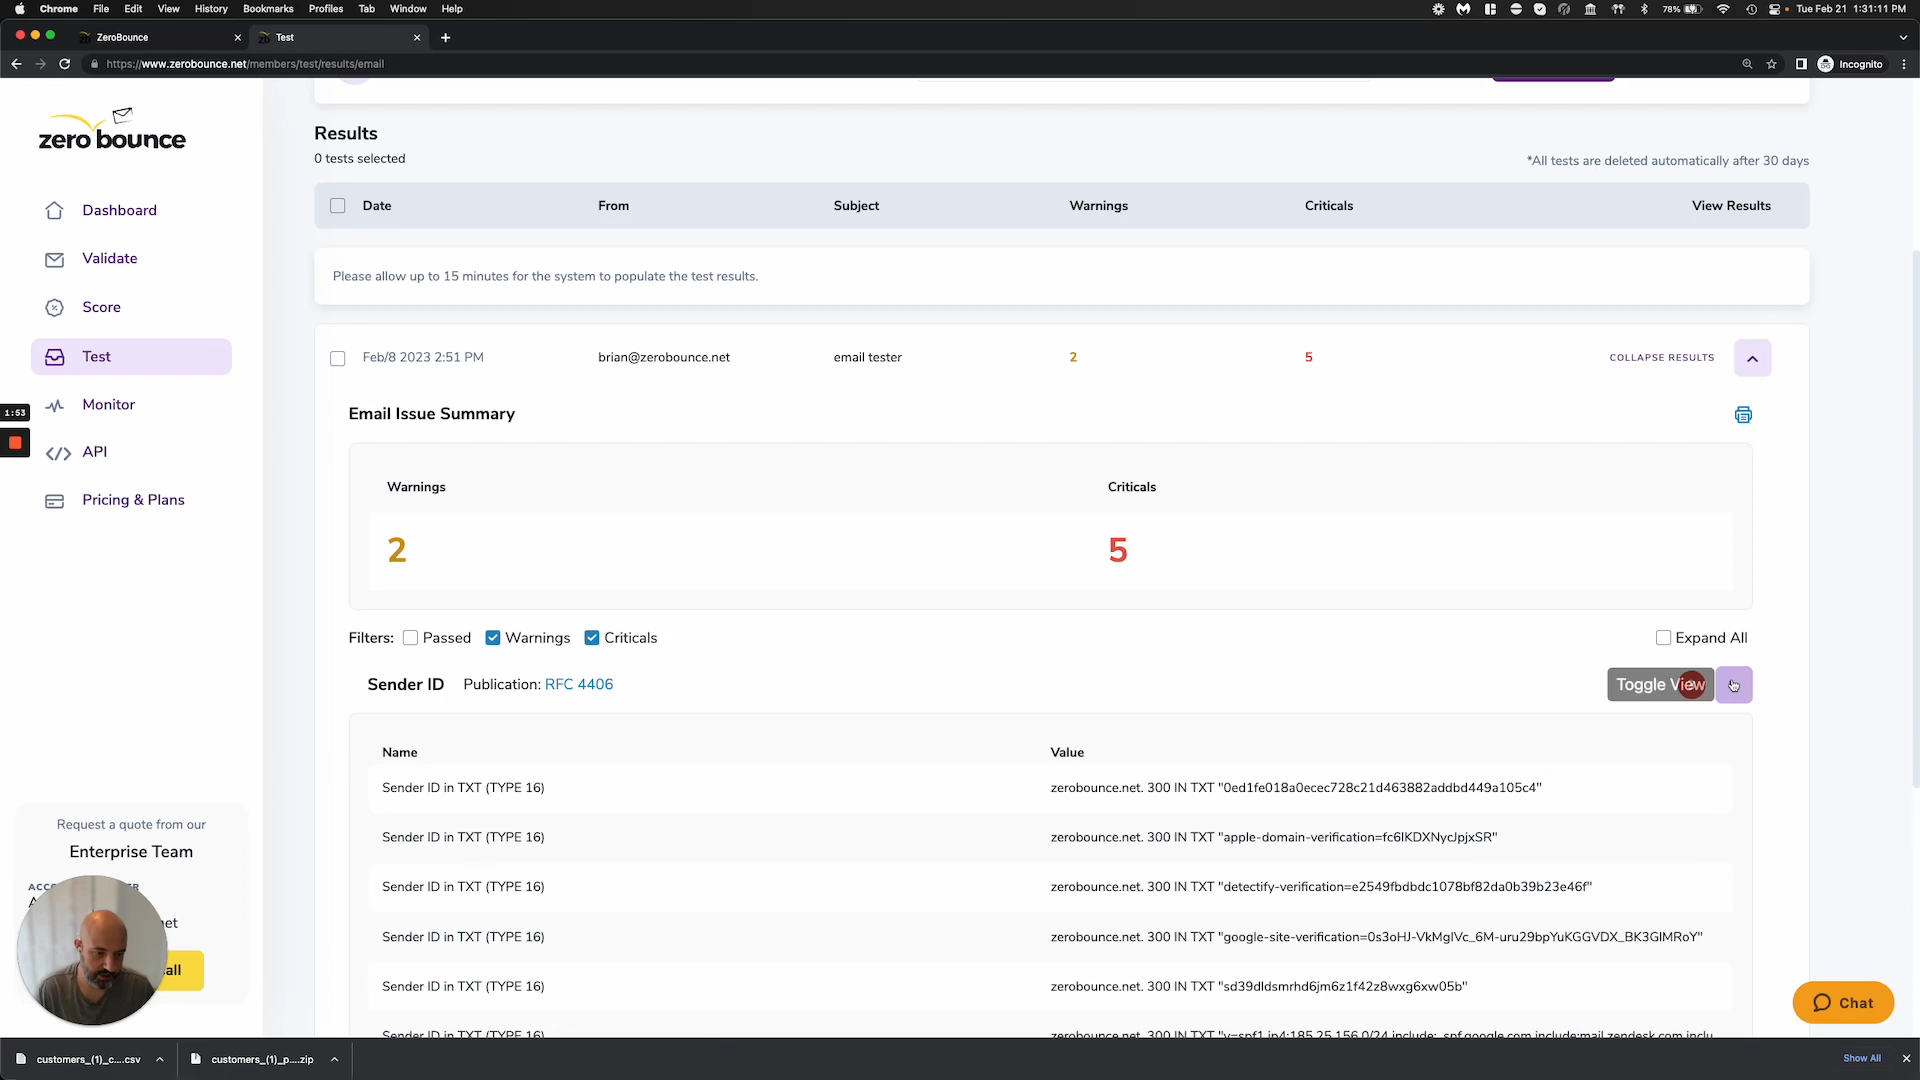 Chrome File Edit View History Bookmarks Profiles Tab Window Help 78% Tue Feb 21 1:31:11 PM
ZeroBounce Test
https://www.zerobounce.net/members/test/results/email Incognito
zero bounce
Dashboard
Validate
Score
Test
Monitor
API
Pricing & Plans
1:53
Request a quote from our
Enterprise Team
Results
0 tests selected
*All tests are deleted automatically after 30 days
Date From Subject Warnings Criticals View Results
Please allow up to 15 minutes for the system to populate the test results.
Feb/8 2023 2:51 PM brian@zerobounce.net email tester 2 5 COLLAPSE RESULTS
Email Issue Summary
Warnings Criticals
2 5
Filters: Passed Warnings Criticals Expand All
Sender ID Publication: RFC 4406 Toggle View
Name Value
Sender ID in TXT (TYPE 16) zerobounce.net. 300 IN TXT "0ed1fe018a0ecec728c21d463882addbd449a105c4"
Sender ID in TXT (TYPE 16) zerobounce.net. 300 IN TXT "apple-domain-verification=fc6IKDXNycJpjxSR"
Sender ID in TXT (TYPE 16) zerobounce.net. 300 IN TXT "detectify-verification=e2549fbdbdc1078bf82da0b39b23e46f"
Sender ID in TXT (TYPE 16) zerobounce.net. 300 IN TXT "google-site-verification=0s3oHJ-VkMglVc_6M-uru29bpYuKGGVDX_BK3GlMRoY"
Sender ID in TXT (TYPE 16) zerobounce.net. 300 IN TXT "sd39dldsmrhd6jm6z1f42z8wxg6xw05b"
Sender ID in TXT (TYPE 16) zerobounce.net. 300 IN TXT "v=spf1 ip4:185.25.156.0/24 include:_spf.google.com include:mail.zendesk.com inclu
Chat
customers_(1)_c....csv customers_(1)_p....zip Show All